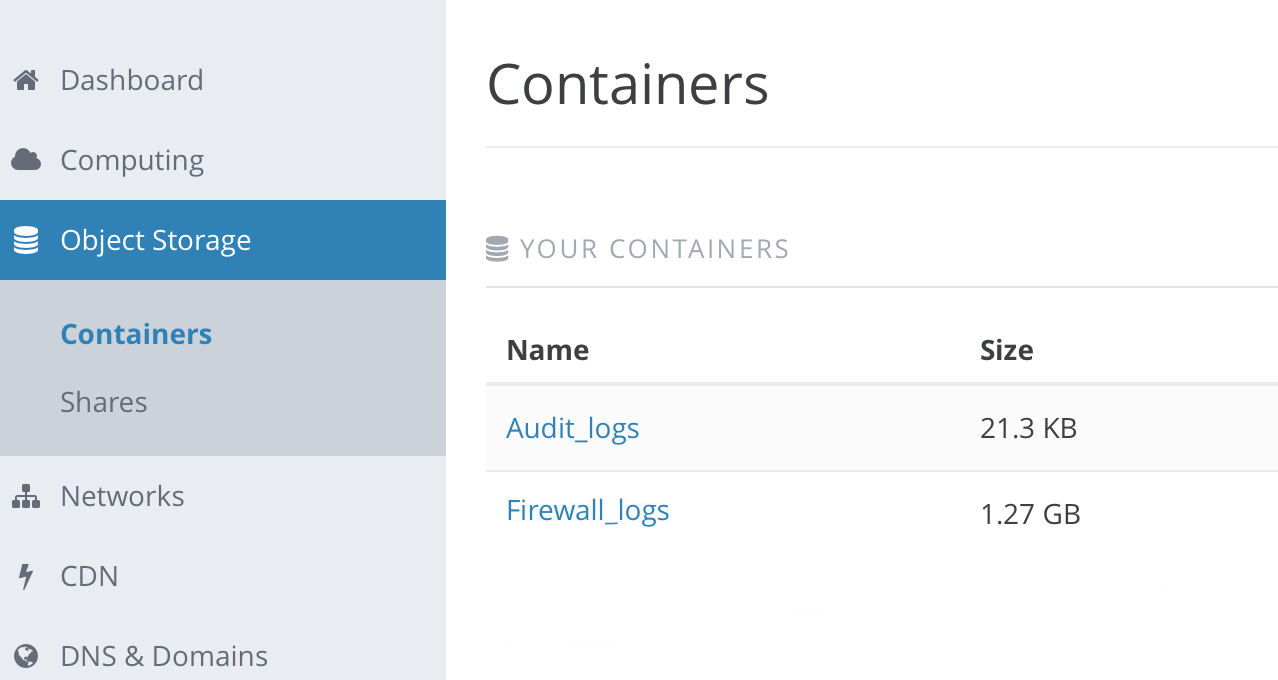 Dashboard
Computing
Object Storage
Containers
Shares
Networks
CDN
DNS & Domains
Containers
YOUR CONTAINERS
Name Size
Audit_logs 21.3 KB
Firewall_logs 1.27 GB